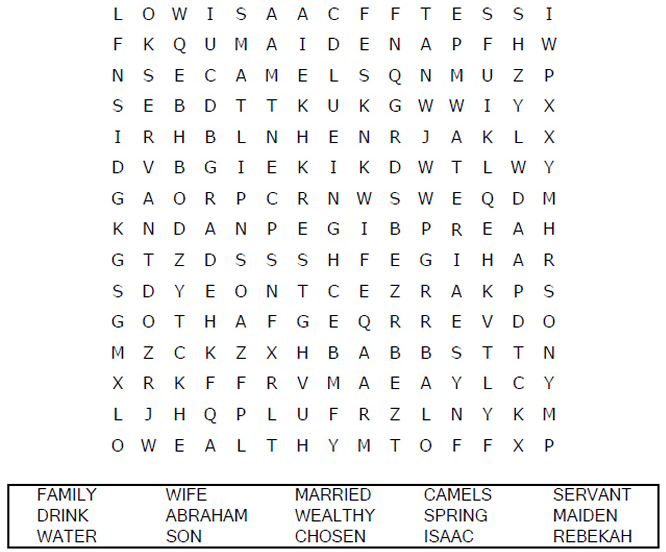 L O W I S A A C F F T E S S I
F K Q U M A I D E N A P F H W
N S E C A M E L S Q N M U Z P
S E B D T T K U K G W W I Y X
I R H B L N H E N R J A K L X
D V B G I E K I K D W T L W Y
G A O R P C R N W S W E Q D M
K N D A N P E G I B P R E A H
G T Z D S S S H F E G I H A R
S D Y E O N T C E Z R A K P S
G O T H A F G E Q R R E V D O
M Z C K Z X H B A B B S T T N
X R K F F R V M A E A Y L C Y
L J H Q P L U F R Z L N Y K M
O W E A L T H Y M T O F F X P
FAMILY WIFE MARRIED CAMELS SERVANT
DRINK ABRAHAM WEALTHY SPRING MAIDEN
WATER SON CHOSEN ISAAC REBEKAH